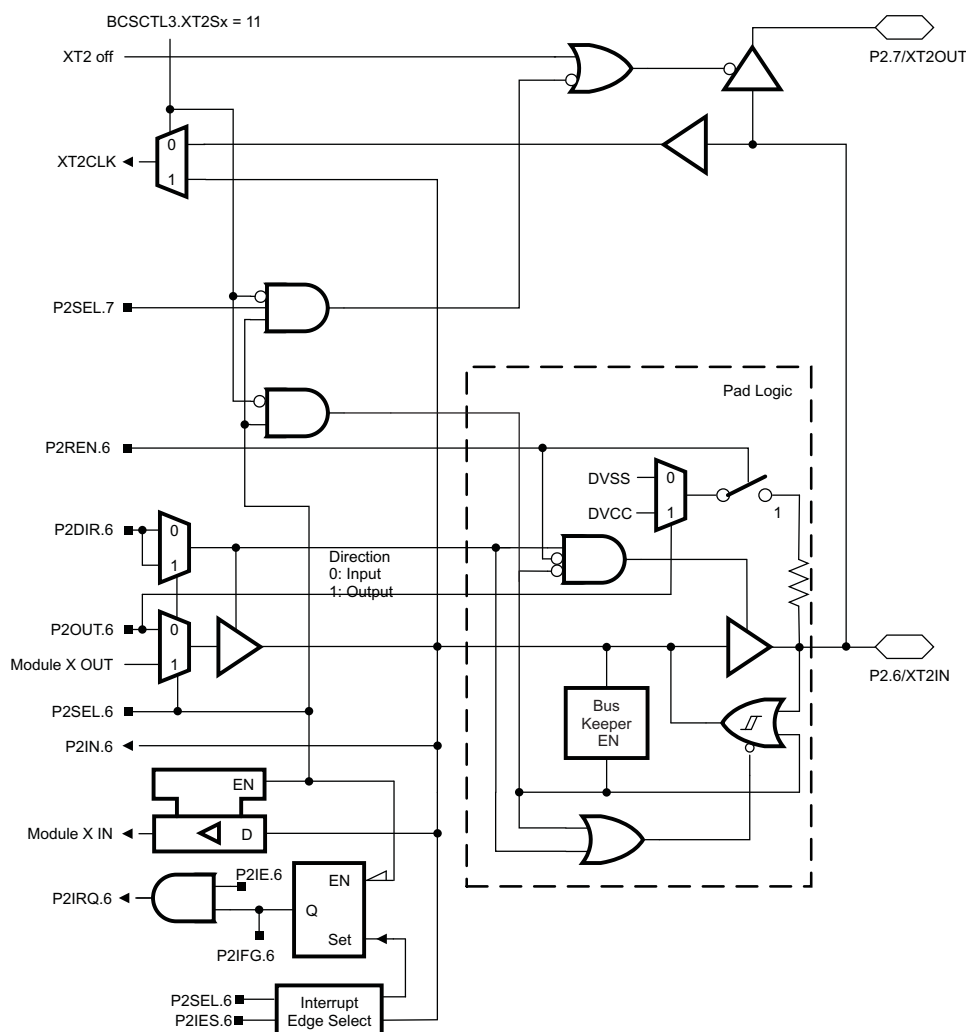 BCSCTL3.XT2Sx = 11
XT2 off
P2.7/XT2OUT
0
XT2CLK
1
P2SEL.7
Pad Logic
P2REN.6
DVSS
0
DVCC
1
1
P2DIR.6
0
1
Direction
0: Input
1: Output
P2OUT.6
0
Module X OUT
1
P2.6/XT2IN
P2SEL.6
Bus
Keeper
EN
P2IN.6
EN
Module X IN
D
P2IE.6
EN
P2IRQ.6
Q
P2IFG.6
Set
P2SEL.6
P2IES.6
Interrupt
Edge Select